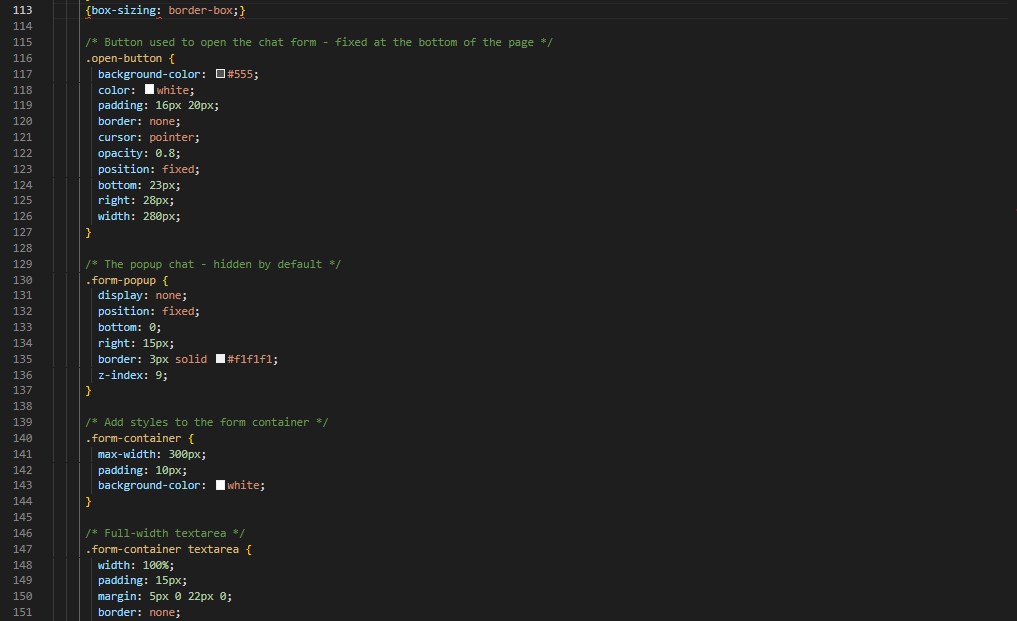 113 {box-sizing: border-box;}
114
115 /* Button used to open the chat form - fixed at the bottom of the page */
116 .open-button {
117 background-color: #555;
118 color: white;
119 padding: 16px 20px;
120 border: none;
121 cursor: pointer;
122 opacity: 0.8;
123 position: fixed;
124 bottom: 23px;
125 right: 28px;
126 width: 280px;
127 }
128
129 /* The popup chat - hidden by default */
130 .form-popup {
131 display: none;
132 position: fixed;
133 bottom: 0;
134 right: 15px;
135 border: 3px solid #f1f1f1;
136 z-index: 9;
137 }
138
139 /* Add styles to the form container */
140 .form-container {
141 max-width: 300px;
142 padding: 10px;
143 background-color: white;
144 }
145
146 /* Full-width textarea */
147 .form-container textarea {
148 width: 100%;
149 padding: 15px;
150 margin: 5px 0 22px 0;
151 border: none;